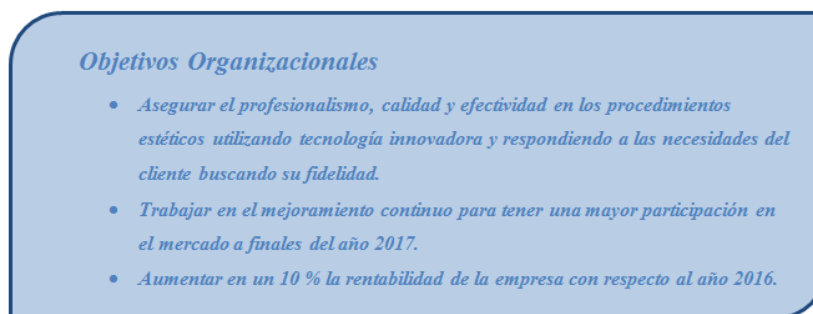 Objetivos Organizacionales
• Asegurar el profesionalismo, calidad y efectividad en los procedimientos
estéticos utilizando tecnología innovadora y respondiendo a las necesidades del
cliente buscando su fidelidad.
• Trabajar en el mejoramiento continuo para tener una mayor participación en
el mercado a finales del año 2017.
• Aumentar en un 10 % la rentabilidad de la empresa con respecto al año 2016.